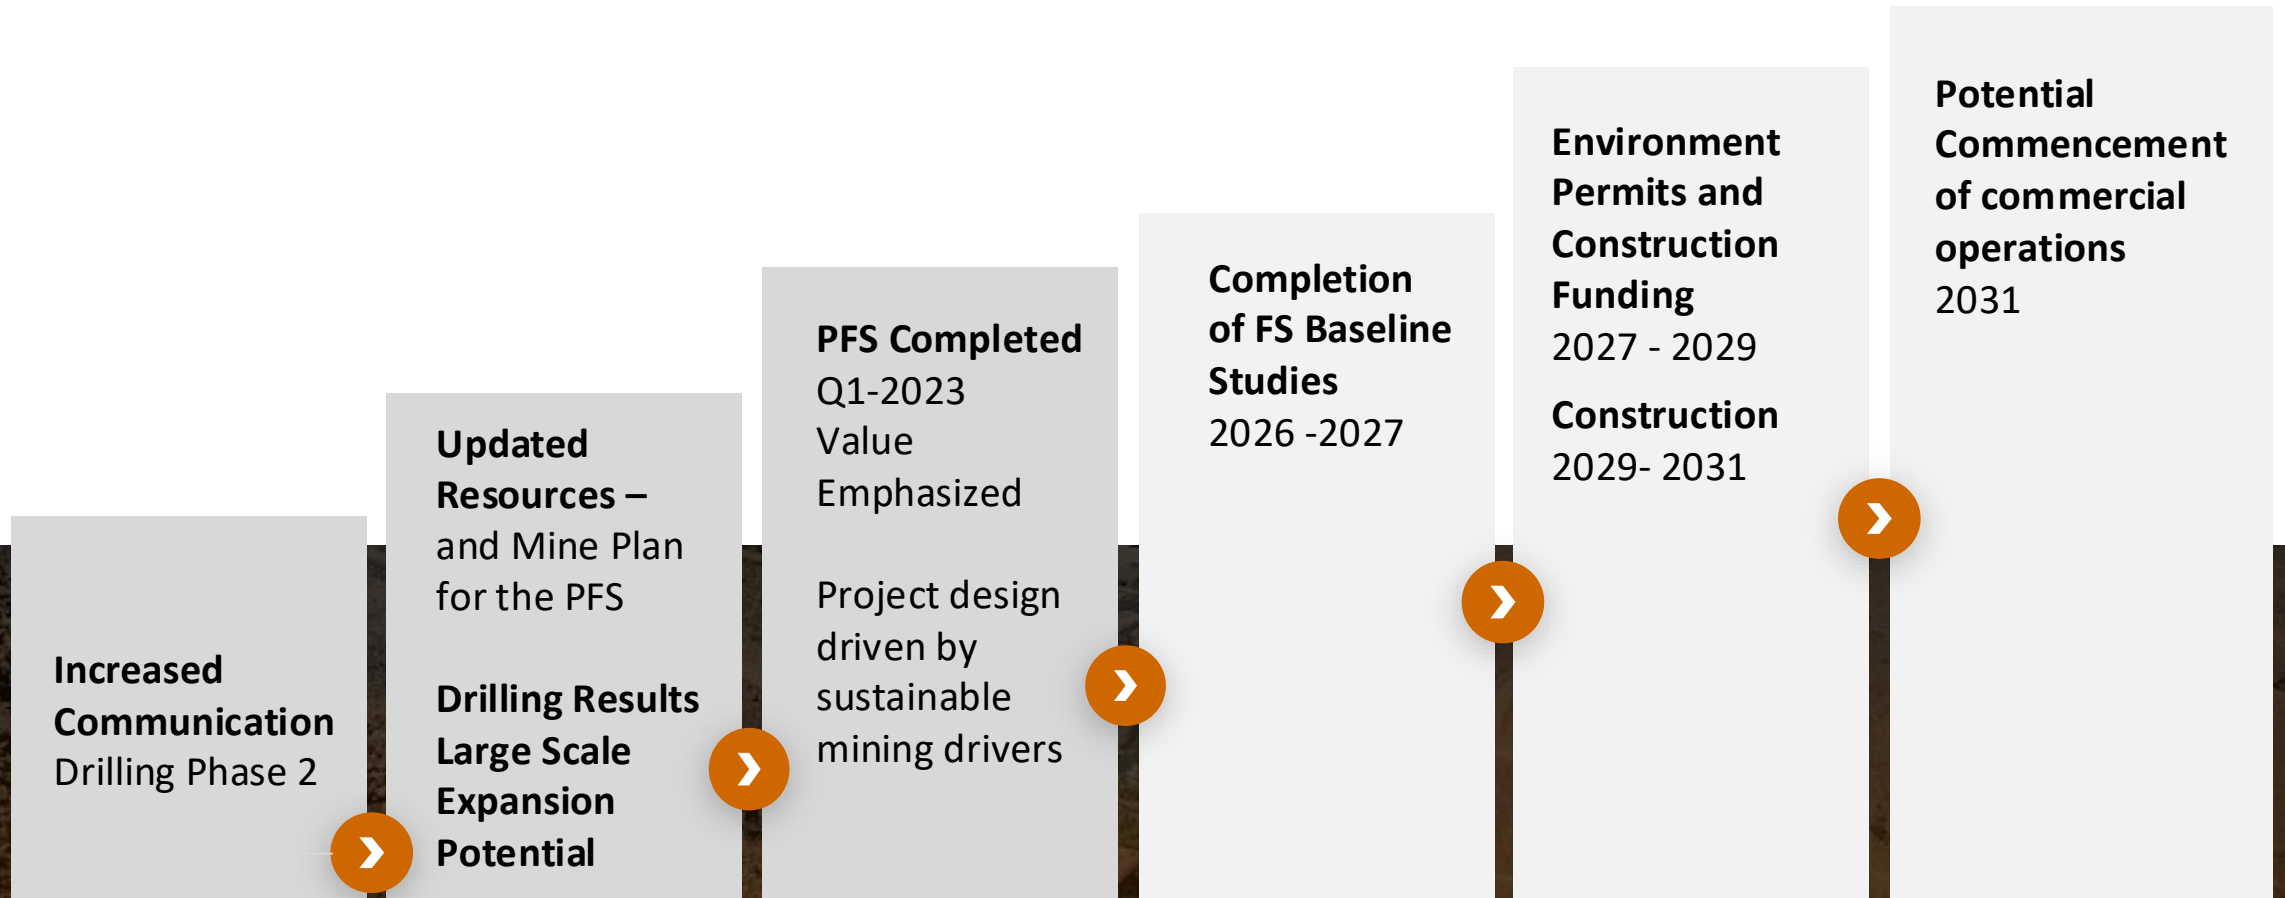 Increased
Communication
Drilling Phase 2
Updated
Resources –
and Mine Plan
for the PFS
Drilling Results
Large Scale
Expansion
Potential
PFS Completed
Q1-2023
Value
Emphasized
Project design
driven by
sustainable
mining drivers
Completion
of FS Baseline
Studies
2026 -2027
Environment
Permits and
Construction
Funding
2027 - 2029
Construction
2029- 2031
Potential
Commencement
of commercial
operations
2031